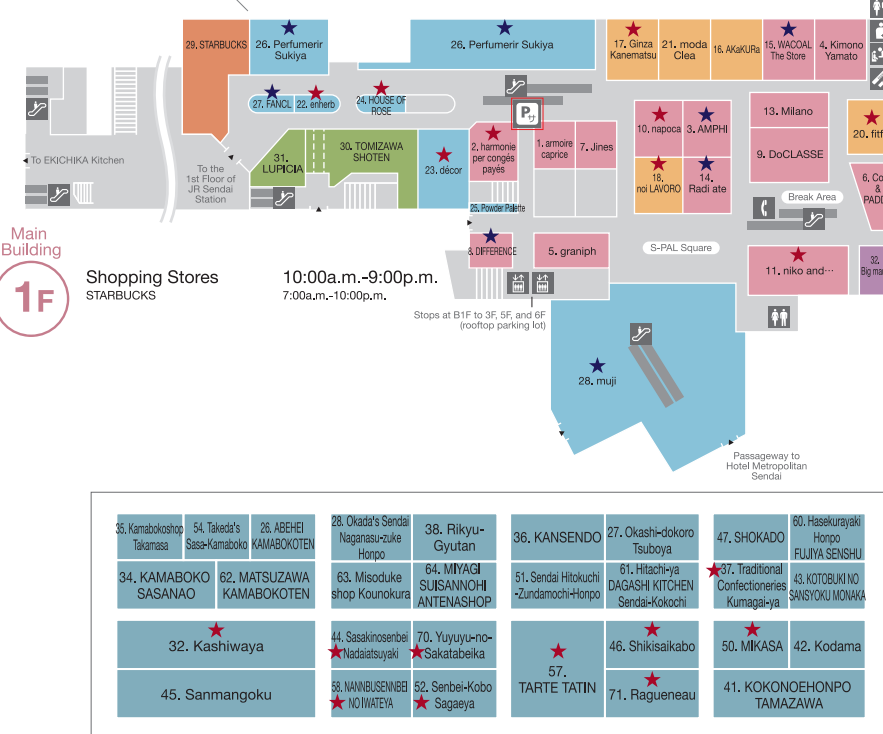 29. STARBUCKS
26. Perfumerir
Sukiya
26. Perfumerir Sukiya
17. Ginza
Kanematsu
21. moda
Clea
16. AKaKURa
15. WACOAL
The Store
4. Kimono
Yamato
27. FANCL
22. enherb
24. HOUSE OF
ROSE
P
サ
13. Milano
10. napoca
3. AMPHI
20. fitf
To EKICHIKA Kitchen
To the
1st Floor of
JR Sendai
Station
31.
LUPICIA
30. TOMIZAWA
SHOTEN
23. décor
2. harmonie
per congés
payés
1. armoire
caprice
7. Jines
9. DoCLASSE
18.
noi LAVORO
14.
Radi ate
6. Co
&
PADD
Break Area
25. Powder Palette
8. DIFFERENCE
5. graniph
S-PAL Square
11. niko and…
32.
Big ma
Main
Building
1F
Shopping Stores 10:00a.m.-9:00p.m.
STARBUCKS 7:00a.m.-10:00p.m.
Stops at B1F to 3F, 5F, and 6F
(rooftop parking lot)
28. muji
Passageway to
Hotel Metropolitan
Sendai
35. Kamabokoshop
Takamasa
54. Takeda's
Sasa-Kamaboko
26. ABEHEI
KAMABOKOTEN
28. Okada's Sendai
Naganasu-zuke
Honpo
38. Rikyu-
Gyutan
36. KANSENDO
27. Okashi-dokoro
Tsuboya
47. SHOKADO
60. Hasekurayaki
Honpo
FUJIYA SENSHU
34. KAMABOKO
SASANAO
62. MATSUZAWA
KAMABOKOTEN
63. Misoduke
shop Kounokura
64. MIYAGI
SUISANNOHI
ANTENASHOP
51. Sendai Hitokuchi
-Zundamochi-Honpo
61. Hitachi-ya
DAGASHI KITCHEN
Sendai-Kokochi
37. Traditional
Confectioneries
Kumagai-ya
43. KOTOBUKI NO
SANSYOKU MONAKA
32. Kashiwaya
44. Sasakinosenbei
Nadaiatsuyaki
70. Yuyuyu-no-
Sakatabeika
57.
TARTE TATIN
46. Shikisaikabo
50. MIKASA
42. Kodama
45. Sanmangoku
58. NANNBUSENNBEI
NO IWATEYA
52. Senbei-Kobo
Sagaeya
71. Ragueneau
41. KOKONOEHONPO
TAMAZAWA